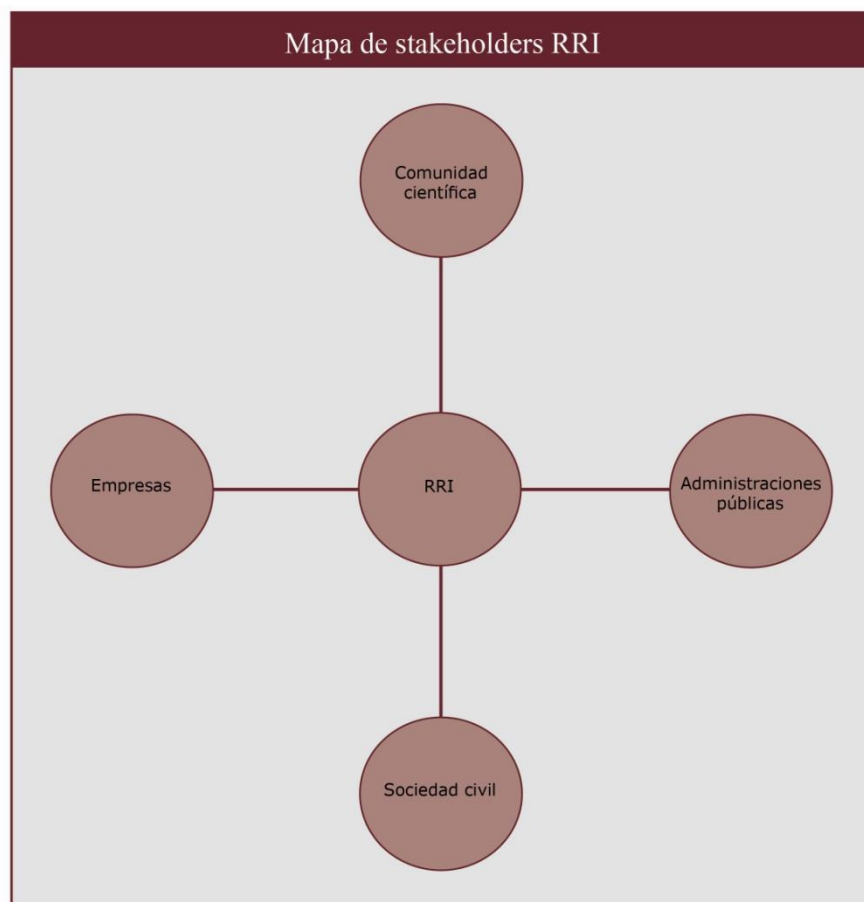 Mapa de stakeholders RRI
Comunidad
científica
Empresas
RRI
Administraciones
públicas
Sociedad civil